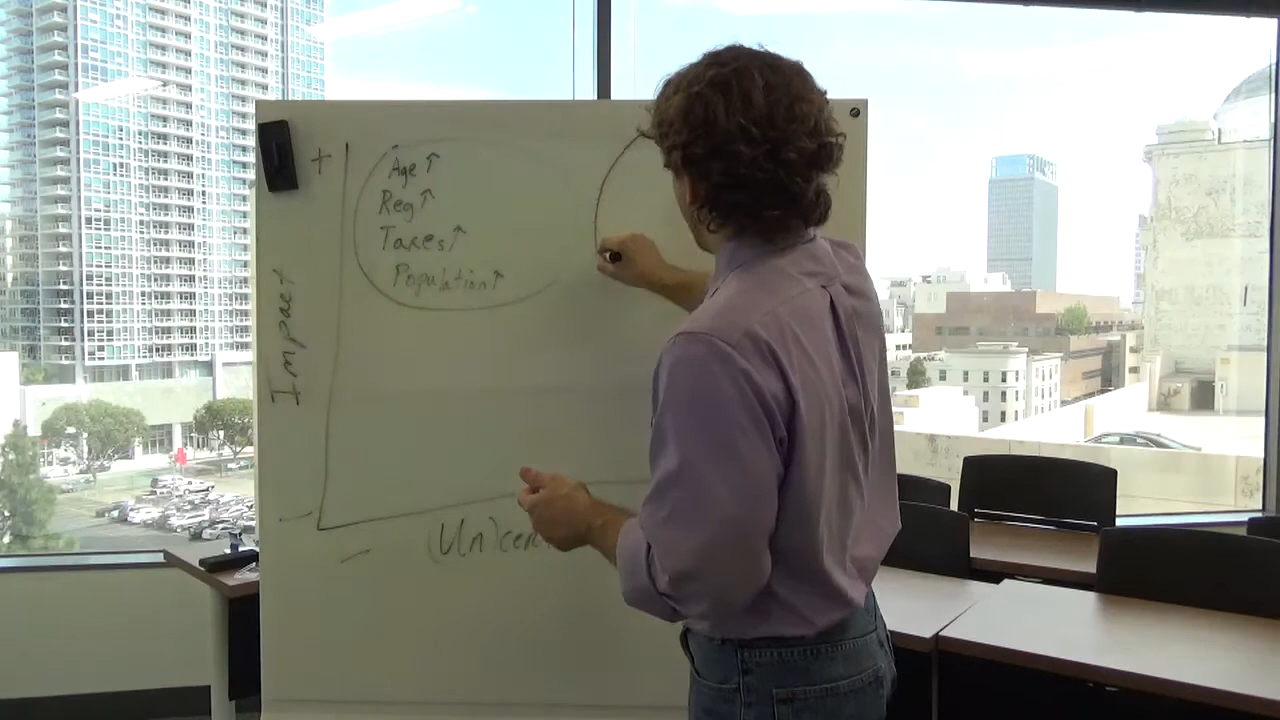 +
Age ↑
Reg ↑
Taxes ↑
Population ↑
Impact
-
-
(Un)cer